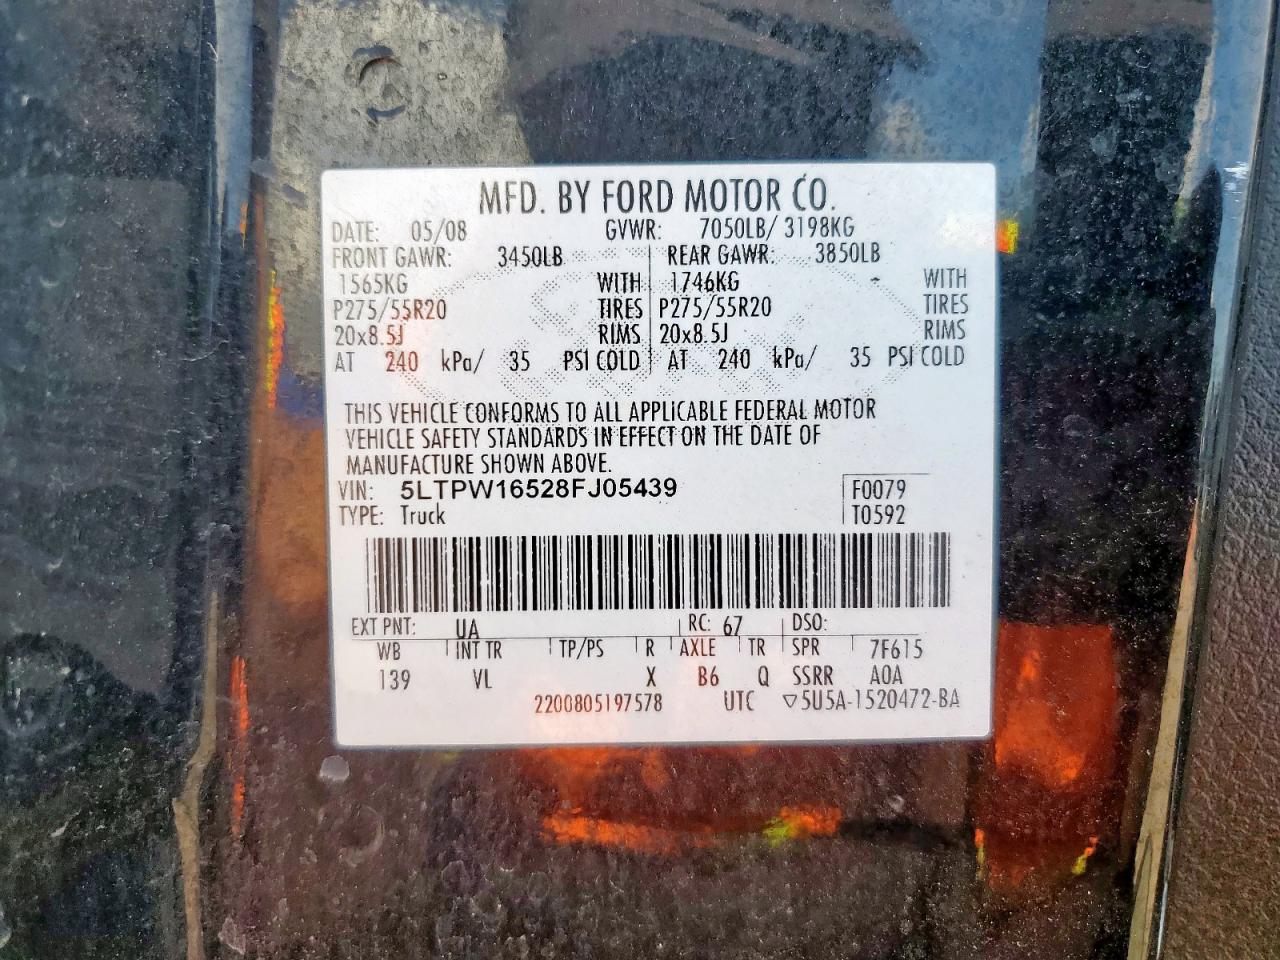 MFD. BY FORD MOTOR CO.
DATE: 05/08 GVWR: 7050LB/ 3198KG
FRONT GAWR: 3450LB REAR GAWR: 3850LB
1565KG WITH 1746KG WITH
P275/55R20 TIRES P275/55R20 TIRES
20x8.5J RIMS 20x8.5J RIMS
AT 240 kPa/ 35 PSI COLD AT 240 kPa/ 35 PSI COLD
THIS VEHICLE CONFORMS TO ALL APPLICABLE FEDERAL MOTOR
VEHICLE SAFETY STANDARDS IN EFFECT ON THE DATE OF
MANUFACTURE SHOWN ABOVE.
VIN: 5LTPW16528FJ05439 F0079
TYPE: Truck T0592
EXT PNT: UA RC: 67 DSO:
WB INT TR TP/PS R AXLE TR SPR 7F615
139 VL X B6 Q SSRR A0A
2200805197578 UTC ▽5U5A-1520472-BA